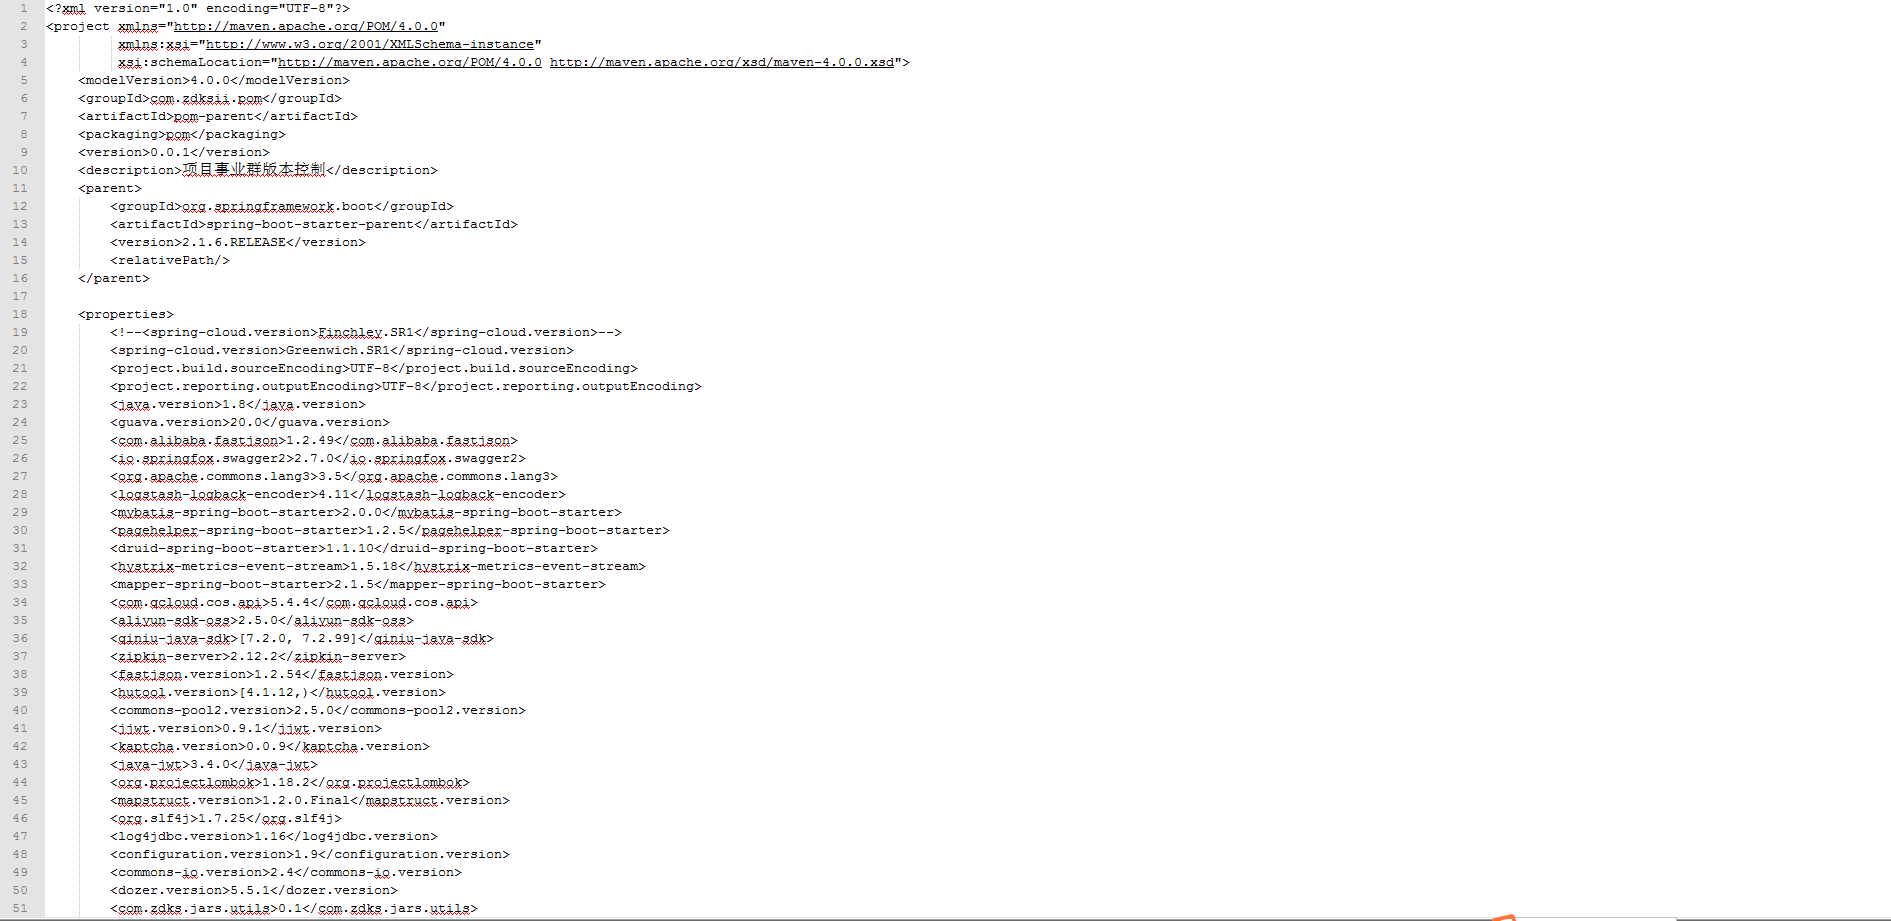 1 <?xml version="1.0" encoding="UTF-8"?>
2 <project xmlns="http://maven.apache.org/POM/4.0.0"
3 xmlns:xsi="http://www.w3.org/2001/XMLSchema-instance"
4 xsi:schemaLocation="http://maven.apache.org/POM/4.0.0 http://maven.apache.org/xsd/maven-4.0.0.xsd">
5 <modelVersion>4.0.0</modelVersion>
6 <groupId>com.zdksii.pom</groupId>
7 <artifactId>pom-parent</artifactId>
8 <packaging>pom</packaging>
9 <version>0.0.1</version>
10 <description>项目事业群版本控制</description>
11 <parent>
12 <groupId>org.springframework.boot</groupId>
13 <artifactId>spring-boot-starter-parent</artifactId>
14 <version>2.1.6.RELEASE</version>
15 <relativePath/>
16 </parent>
17
18 <properties>
19 <!--<spring-cloud.version>Finchley.SR1</spring-cloud.version>-->
20 <spring-cloud.version>Greenwich.SR1</spring-cloud.version>
21 <project.build.sourceEncoding>UTF-8</project.build.sourceEncoding>
22 <project.reporting.outputEncoding>UTF-8</project.reporting.outputEncoding>
23 <java.version>1.8</java.version>
24 <guava.version>20.0</guava.version>
25 <com.alibaba.fastjson>1.2.49</com.alibaba.fastjson>
26 <io.springfox.swagger2>2.7.0</io.springfox.swagger2>
27 <org.apache.commons.lang3>3.5</org.apache.commons.lang3>
28 <logstash-logback-encoder>4.11</logstash-logback-encoder>
29 <mybatis-spring-boot-starter>2.0.0</mybatis-spring-boot-starter>
30 <pagehelper-spring-boot-starter>1.2.5</pagehelper-spring-boot-starter>
31 <druid-spring-boot-starter>1.1.10</druid-spring-boot-starter>
32 <hystrix-metrics-event-stream>1.5.18</hystrix-metrics-event-stream>
33 <mapper-spring-boot-starter>2.1.5</mapper-spring-boot-starter>
34 <com.qcloud.cos.api>5.4.4</com.qcloud.cos.api>
35 <aliyun-sdk-oss>2.5.0</aliyun-sdk-oss>
36 <qiniu-java-sdk>[7.2.0, 7.2.99]</qiniu-java-sdk>
37 <zipkin-server>2.12.2</zipkin-server>
38 <fastjson.version>1.2.54</fastjson.version>
39 <hutool.version>[4.1.12,)</hutool.version>
40 <commons-pool2.version>2.5.0</commons-pool2.version>
41 <jjwt.version>0.9.1</jjwt.version>
42 <kaptcha.version>0.0.9</kaptcha.version>
43 <java-jwt>3.4.0</java-jwt>
44 <org.projectlombok>1.18.2</org.projectlombok>
45 <mapstruct.version>1.2.0.Final</mapstruct.version>
46 <org.slf4j>1.7.25</org.slf4j>
47 <log4jdbc.version>1.16</log4jdbc.version>
48 <configuration.version>1.9</configuration.version>
49 <commons-io.version>2.4</commons-io.version>
50 <dozer.version>5.5.1</dozer.version>
51 <com.zdks.jars.utils>0.1</com.zdks.jars.utils>